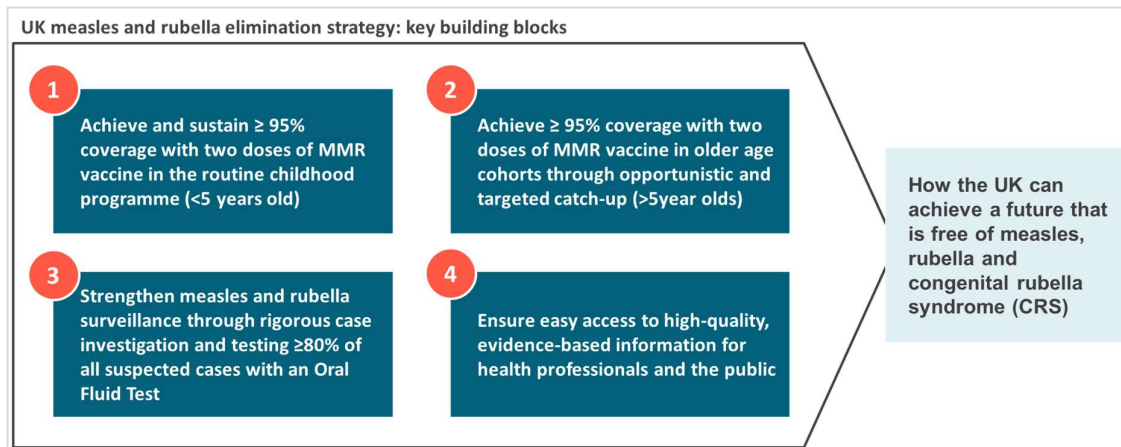 UK measles and rubella elimination strategy: key building blocks
1
Achieve and sustain ≥ 95%
coverage with two doses of MMR
vaccine in the routine childhood
programme (<5 years old)
2
Achieve ≥ 95% coverage with two
doses of MMR vaccine in older age
cohorts through opportunistic and
targeted catch-up (>5year olds)
3
Strengthen measles and rubella
surveillance through rigorous case
investigation and testing ≥80% of
all suspected cases with an Oral
Fluid Test
4
Ensure easy access to high-quality,
evidence-based information for
health professionals and the public
How the UK can
achieve a future that
is free of measles,
rubella and
congenital rubella
syndrome (CRS)